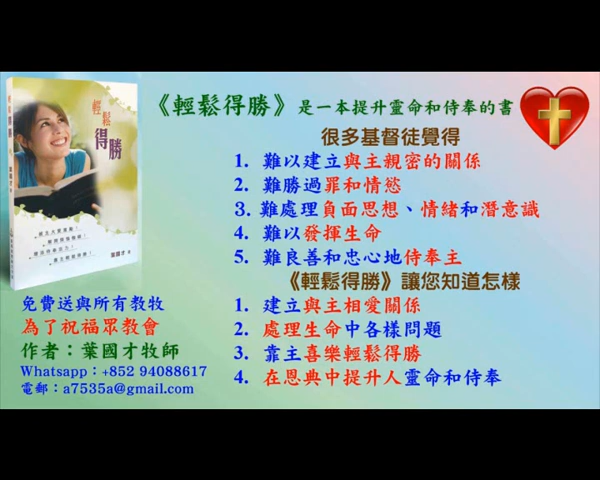 《輕鬆得勝》是一本提升靈命和侍奉的書
很多基督徒覺得
1. 難以建立與主親密的關係
2. 難勝過罪和情慾
3. 難處理負面思想、情緒和潛意識
4. 難以發揮生命
5. 難良善和忠心地侍奉主
《輕鬆得勝》讓您知道怎樣
1. 建立與主相愛關係
2. 處理生命中各樣問題
3. 靠主喜樂輕鬆得勝
4. 在恩典中提升人靈命和侍奉
輕鬆
得勝
輕鬆得勝
葉國才 著
免費送與所有教牧
為了祝福眾教會
作者：葉國才牧師
Whatsapp：+852 94088617
電郵：a7535a@gmail.com